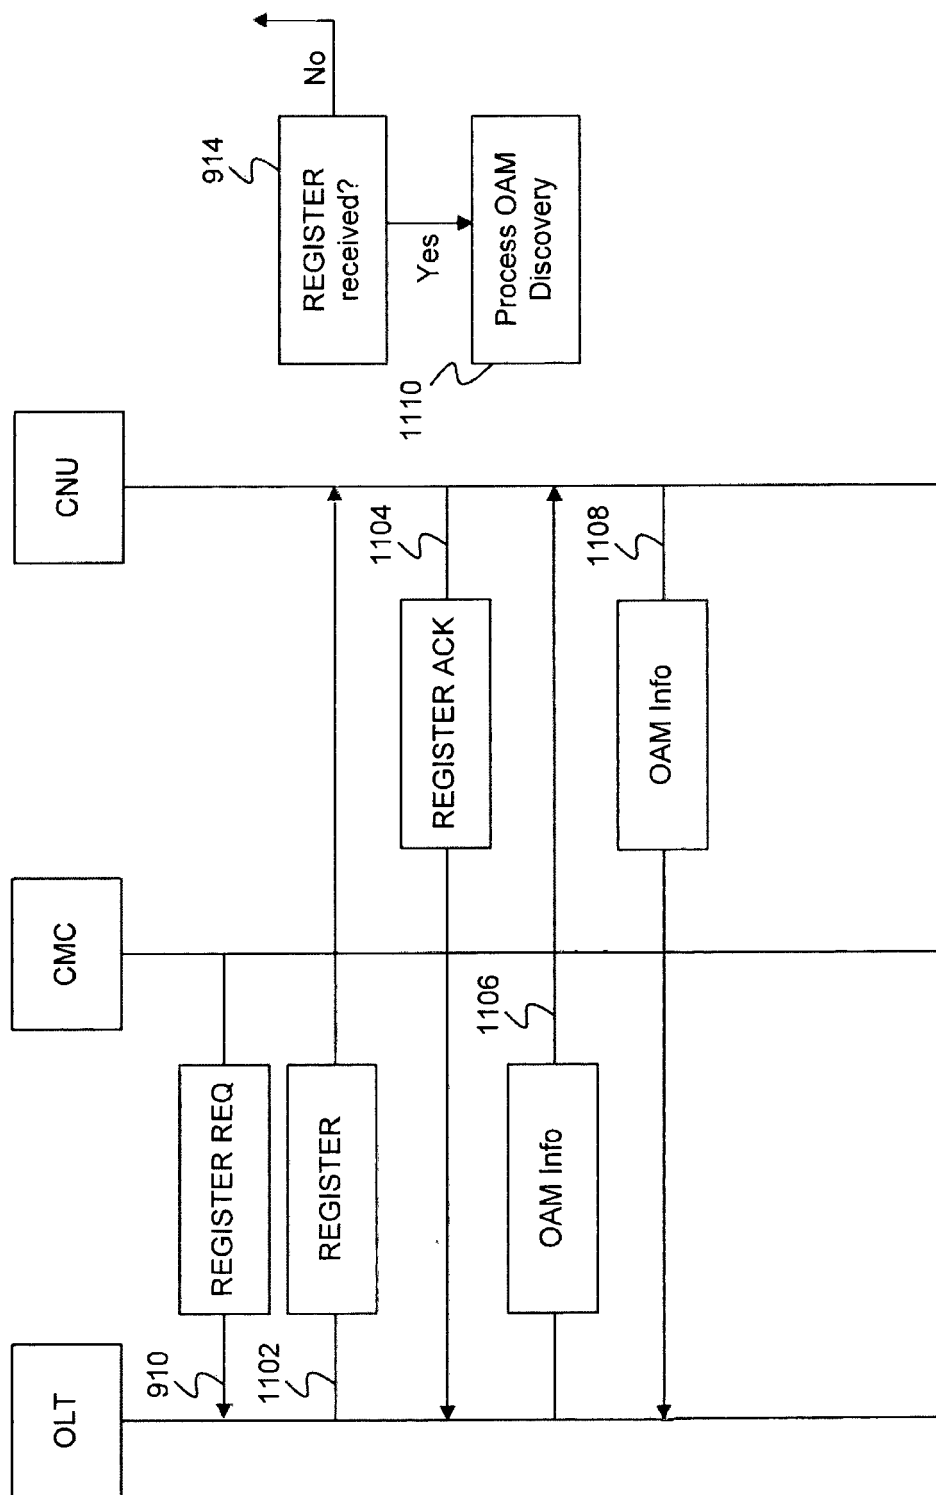 OLT
CMC
CNU
910
REGISTER REQ
1102
REGISTER
914
REGISTER
received?
No
1104
REGISTER ACK
Yes
1110
Process OAM
Discovery
1106
OAM Info
1108
OAM Info